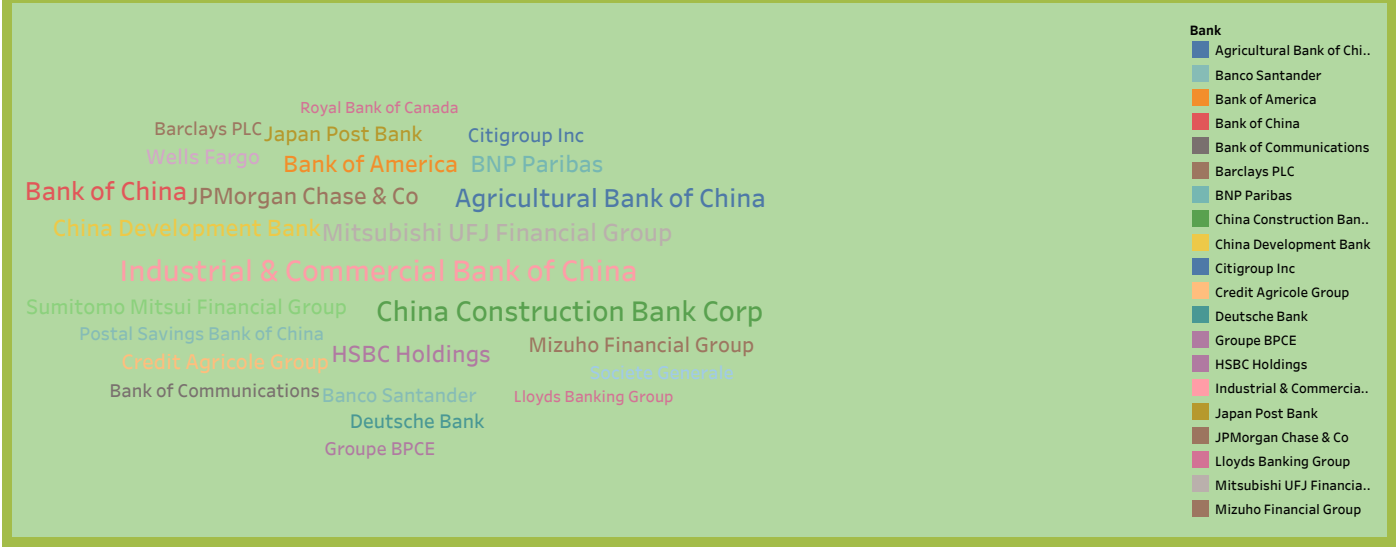 Royal Bank of Canada
Barclays PLC Japan Post Bank Citigroup Inc
Wells Fargo Bank of America BNP Paribas
Bank of China JPMorgan Chase & Co Agricultural Bank of China
China Development Bank Mitsubishi UFJ Financial Group
Industrial & Commercial Bank of China
Sumitomo Mitsui Financial Group China Construction Bank Corp
Postal Savings Bank of China
Credit Agricole Group HSBC Holdings Mizuho Financial Group
Societe Generale
Bank of Communications Banco Santander Lloyds Banking Group
Deutsche Bank
Groupe BPCE
Bank
Agricultural Bank of Chi..
Banco Santander
Bank of America
Bank of China
Bank of Communications
Barclays PLC
BNP Paribas
China Construction Ban..
China Development Bank
Citigroup Inc
Credit Agricole Group
Deutsche Bank
Groupe BPCE
HSBC Holdings
Industrial & Commercia..
Japan Post Bank
JPMorgan Chase & Co
Lloyds Banking Group
Mitsubishi UFJ Financia..
Mizuho Financial Group